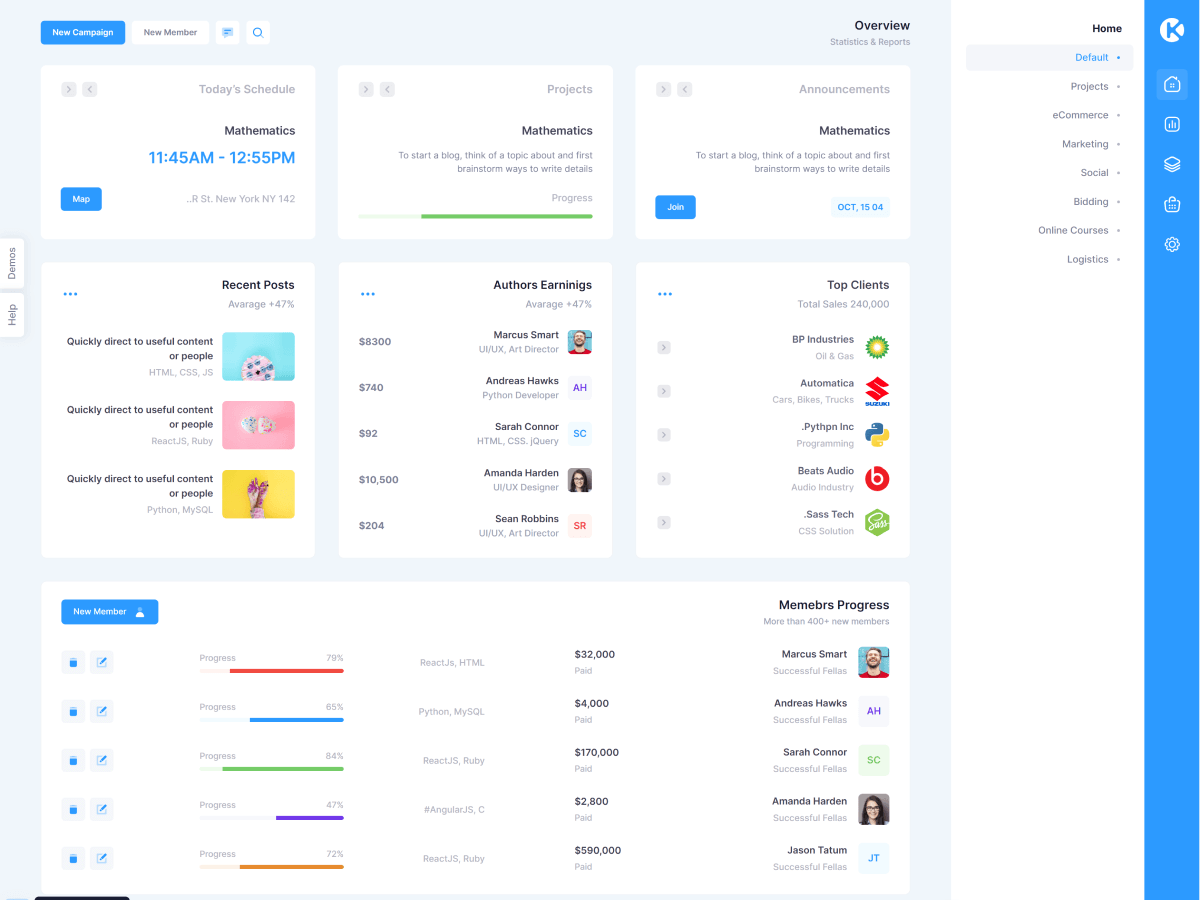 New Campaign
New Member
Overview
Statistics & Reports
Home
Default
Projects
eCommerce
Marketing
Social
Bidding
Online Courses
Logistics
Demos
Help
Today's Schedule
Mathematics
11:45AM - 12:55PM
Map
..R St. New York NY 142
Projects
Mathematics
To start a blog, think of a topic about and first
brainstorm ways to write details
Progress
Announcements
Mathematics
To start a blog, think of a topic about and first
brainstorm ways to write details
Join
OCT, 15 04
Recent Posts
Avarage +47%
Quickly direct to useful content
or people
HTML, CSS, JS
Quickly direct to useful content
or people
ReactJS, Ruby
Quickly direct to useful content
or people
Python, MySQL
Authors Earninigs
Avarage +47%
$8300
Marcus Smart
UI/UX, Art Director
$740
Andreas Hawks
Python Developer
AH
$92
Sarah Connor
HTML, CSS. jQuery
SC
$10,500
Amanda Harden
UI/UX Designer
$204
Sean Robbins
UI/UX, Art Director
SR
Top Clients
Total Sales 240,000
BP Industries
Oil & Gas
Automatica
Cars, Bikes, Trucks
SUZUKI
.Pythpn Inc
Programming
Beats Audio
Audio Industry
.Sass Tech
CSS Solution
Sass
New Member
Memebrs Progress
More than 400+ new members
Progress 79%
ReactJs, HTML
$32,000
Paid
Marcus Smart
Successful Fellas
Progress 65%
Python, MySQL
$4,000
Paid
Andreas Hawks
Successful Fellas
AH
Progress 84%
ReactJS, Ruby
$170,000
Paid
Sarah Connor
Successful Fellas
SC
Progress 47%
#AngularJS, C
$2,800
Paid
Amanda Harden
Successful Fellas
Progress 72%
ReactJS, Ruby
$590,000
Paid
Jason Tatum
Successful Fellas
JT